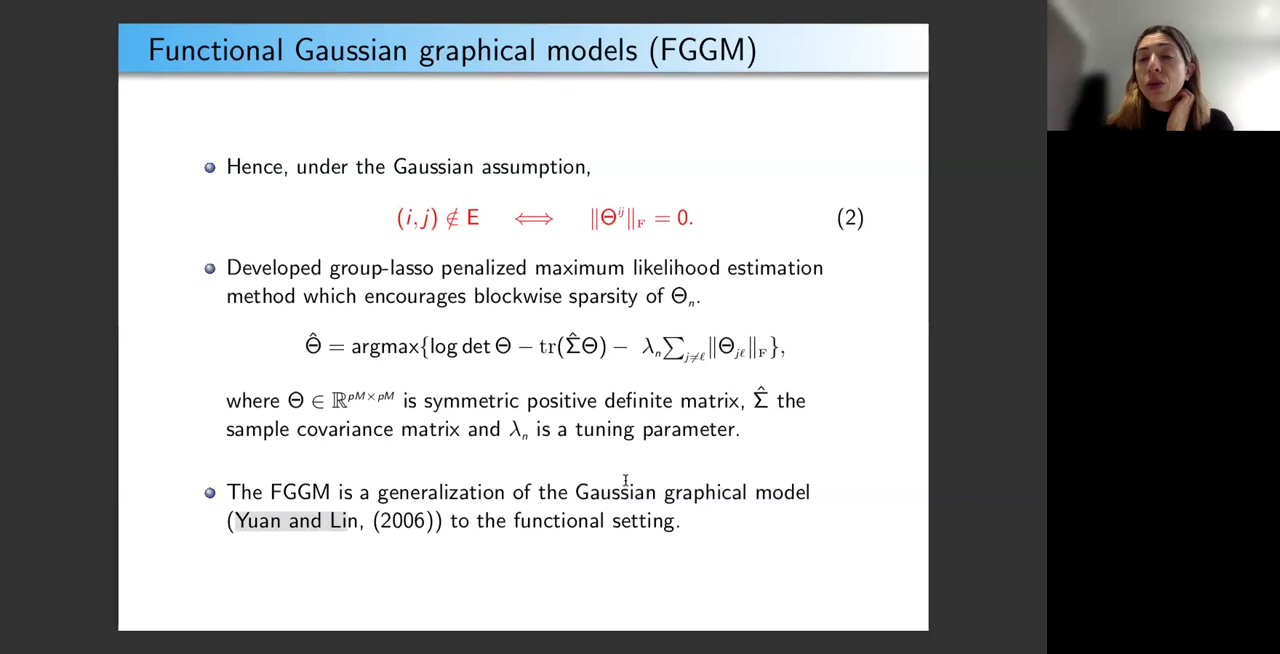 Functional Gaussian graphical models (FGGM)
Hence, under the Gaussian assumption,
(i, j) ∉ E ⟺ ‖Θ^{ij}‖_F = 0. (2)
Developed group-lasso penalized maximum likelihood estimation
method which encourages blockwise sparsity of Θ_n.
Θ̂ = argmax{log det Θ − tr(Σ̂Θ) − λ_n ∑_{j≠ℓ} ‖Θ_{jℓ}‖_F},
where Θ ∈ ℝ^{pM×pM} is symmetric positive definite matrix, Σ̂ the
sample covariance matrix and λ_n is a tuning parameter.
The FGGM is a generalization of the Gaussian graphical model
(Yuan and Lin, (2006)) to the functional setting.